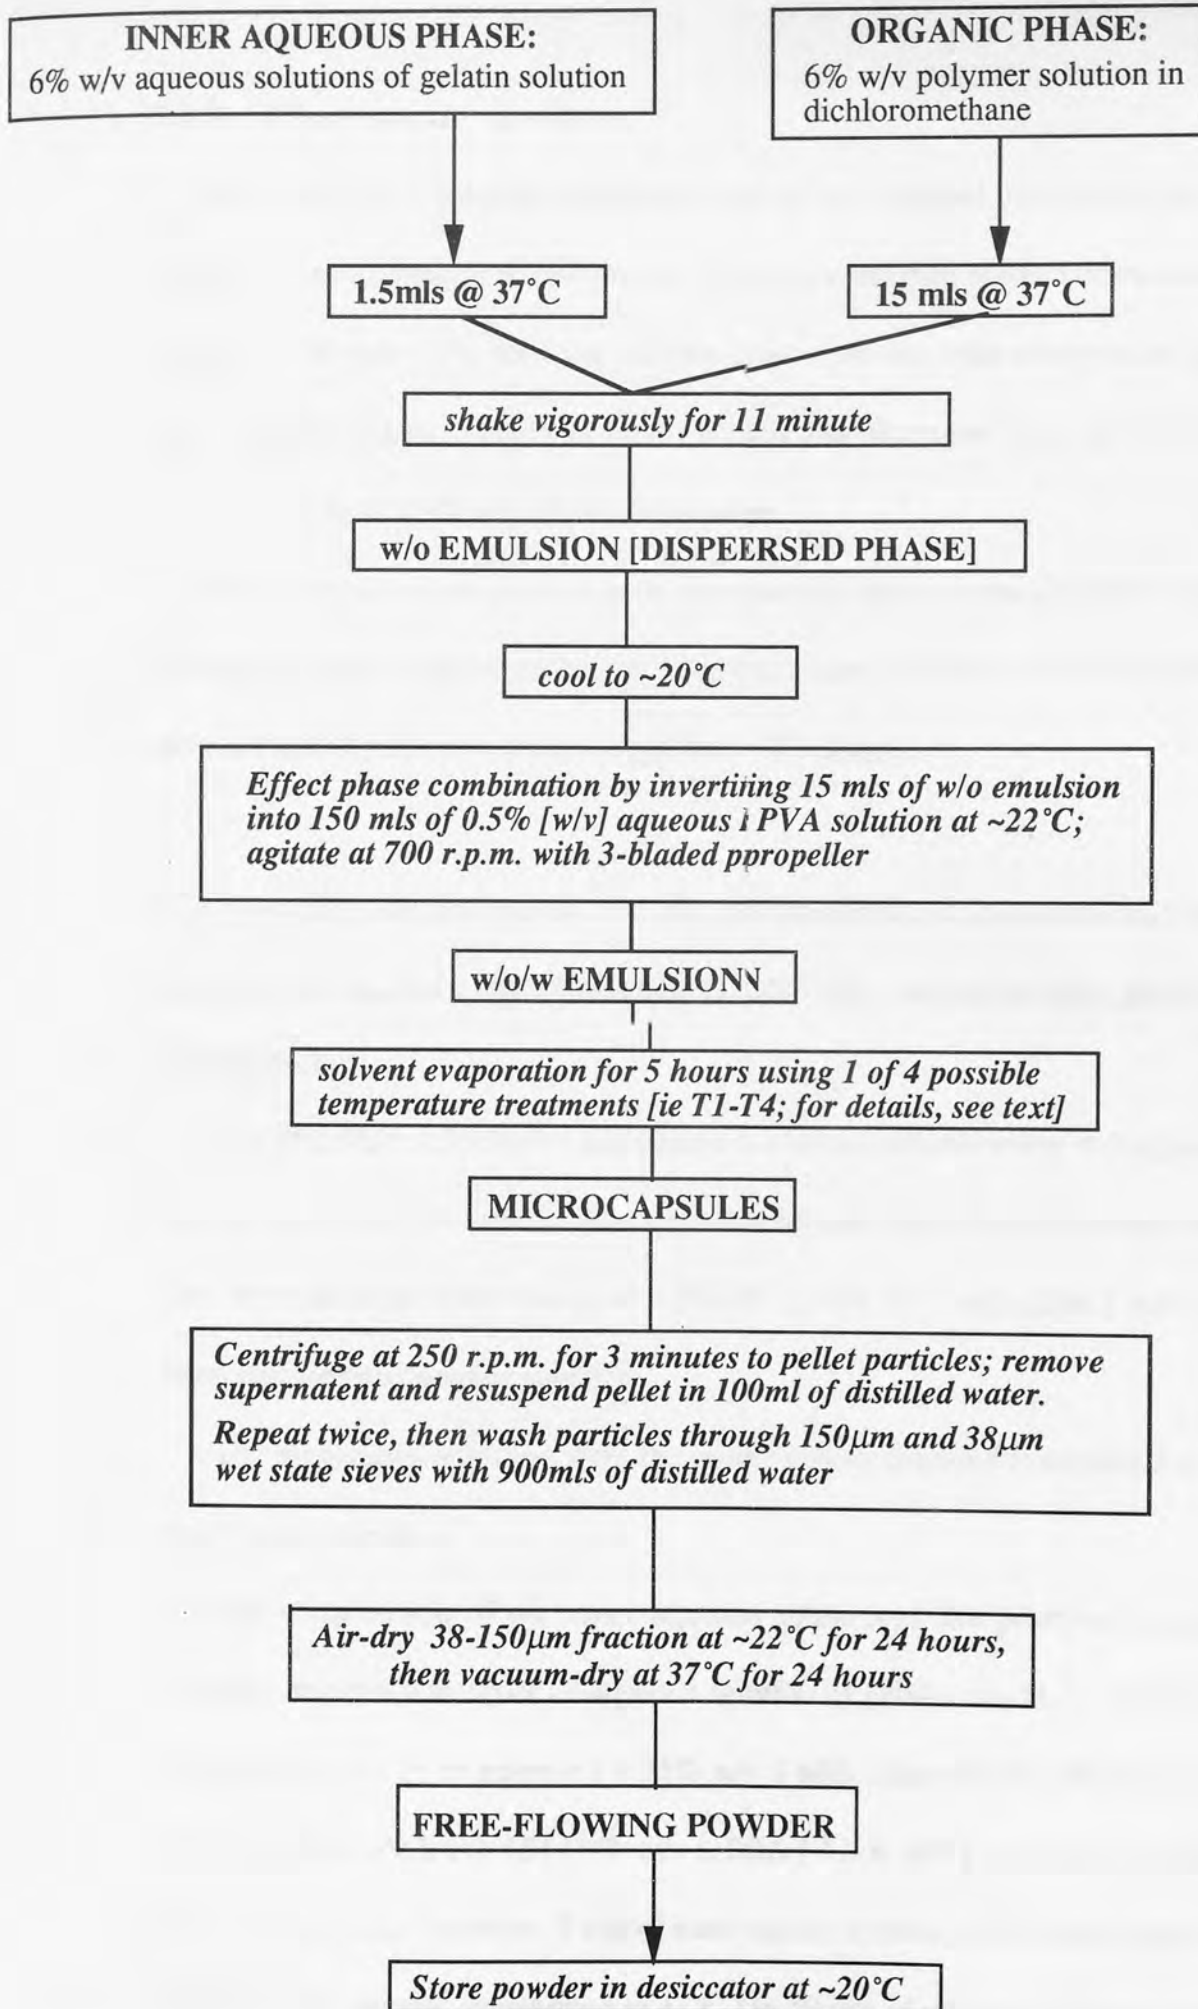 INNER AQUEOUS PHASE:
6% w/v aqueous solutions of gelatin solution
ORGANIC PHASE:
6% w/v polymer solution in
dichloromethane
1.5mls @ 37°C
15 mls @ 37°C
shake vigorously for 11 minute
w/o EMULSION [DISPEERSED PHASE]
cool to ~20°C
Effect phase combination by invertiing 15 mls of w/o emulsion
into 150 mls of 0.5% [w/v] aqueous PVA solution at ~22°C;
agitate at 700 r.p.m. with 3-bladed ppropeller
w/o/w EMULSIONN
solvent evaporation for 5 hours using 1 of 4 possible
temperature treatments [ie T1-T4; for details, see text]
MICROCAPSULES
Centrifuge at 250 r.p.m. for 3 minutes to pellet particles; remove
supernatent and resuspend pellet in 100ml of distilled water.
Repeat twice, then wash particles through 150µm and 38µm
wet state sieves with 900mls of distilled water
Air-dry 38-150µm fraction at ~22°C for 24 hours,
then vacuum-dry at 37°C for 24 hours
FREE-FLOWING POWDER
Store powder in desiccator at ~20°C